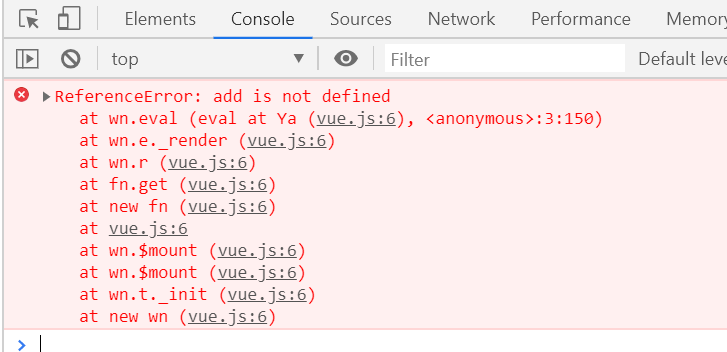 Elements Console Sources Network Performance Memory
top Filter Default leve
ReferenceError: add is not defined
at wn.eval (eval at Ya (vue.js:6), <anonymous>:3:150)
at wn.e._render (vue.js:6)
at wn.r (vue.js:6)
at fn.get (vue.js:6)
at new fn (vue.js:6)
at vue.js:6
at wn.$mount (vue.js:6)
at wn.$mount (vue.js:6)
at wn.t._init (vue.js:6)
at new wn (vue.js:6)